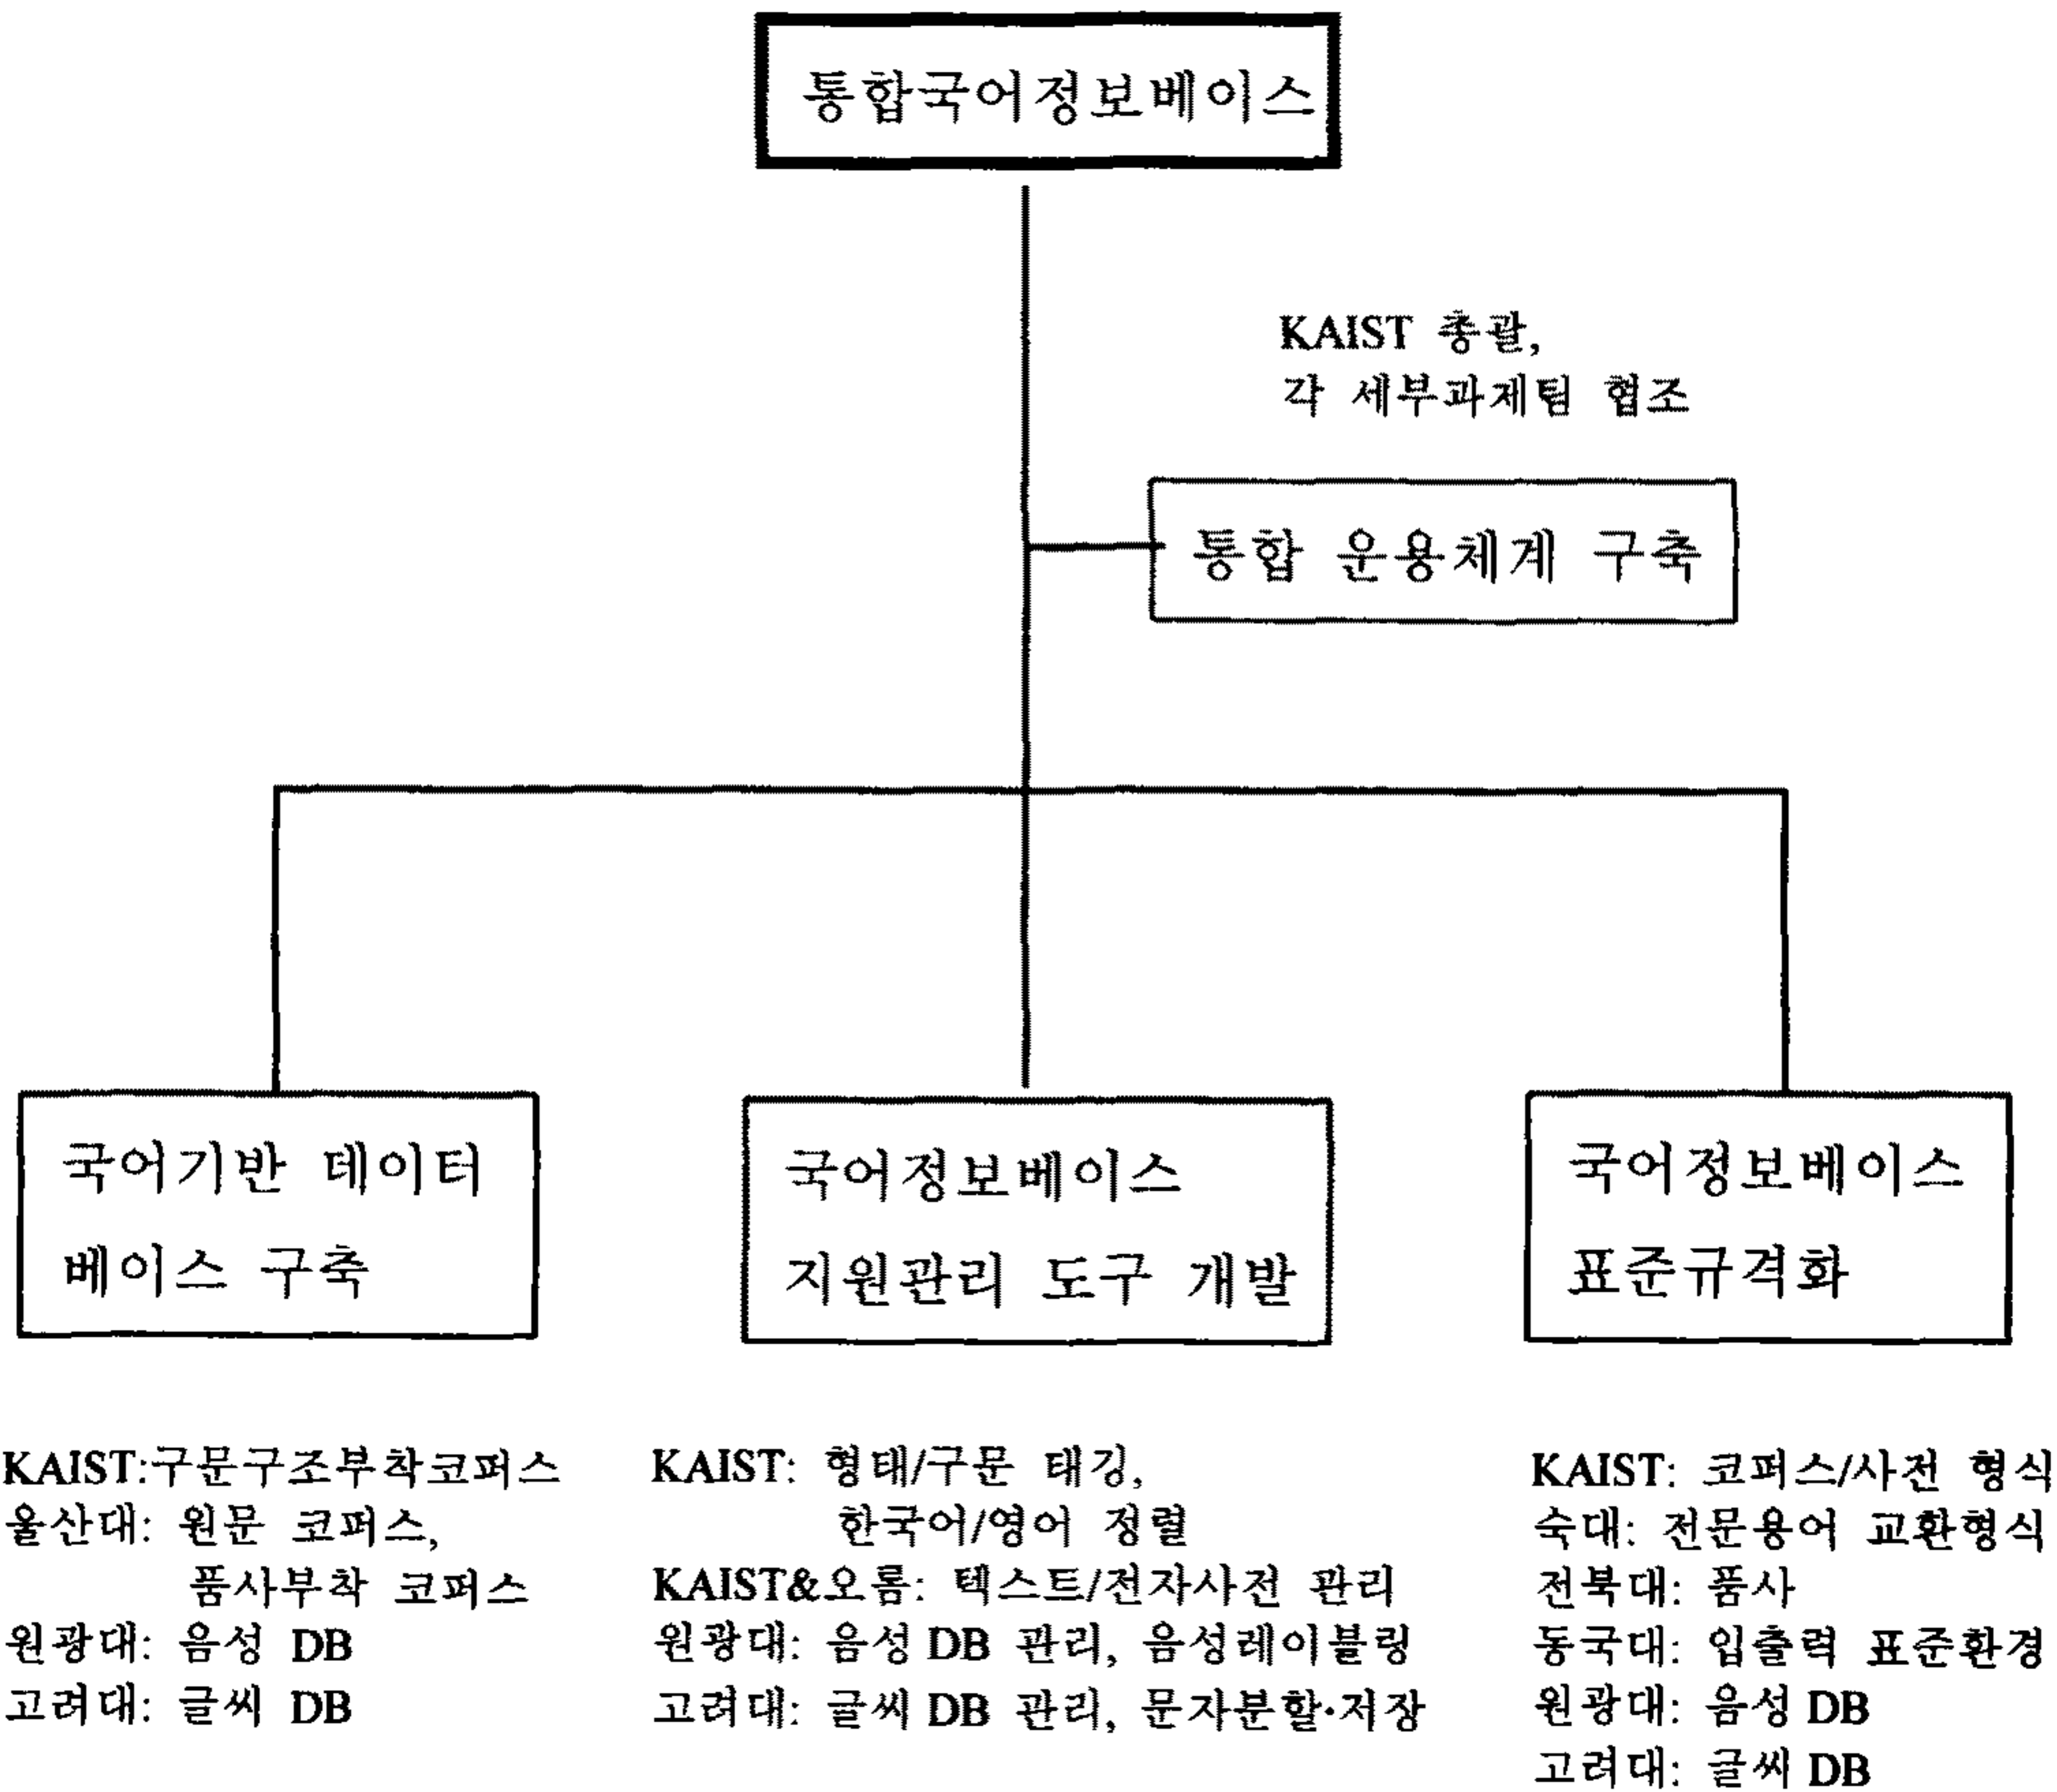 통합국어정보베이스
KAIST 총괄,
각 세부과제팀 협조
통합 운용체계 구축
국어기반 데이터
베이스 구축
국어정보베이스
지원관리 도구 개발
국어정보베이스
표준규격화
KAIST:구문구조부착코퍼스
울산대: 원문 코퍼스,
품사부착 코퍼스
원광대: 음성 DB
고려대: 글씨 DB
KAIST: 형태/구문 태깅,
한국어/영어 정렬
KAIST&오롬: 텍스트/전자사전 관리
원광대: 음성 DB 관리, 음성레이블링
고려대: 글씨 DB 관리, 문자분할·저장
KAIST: 코퍼스/사전 형식
숙대: 전문용어 교환형식
전북대: 품사
동국대: 입출력 표준환경
원광대: 음성 DB
고려대: 글씨 DB